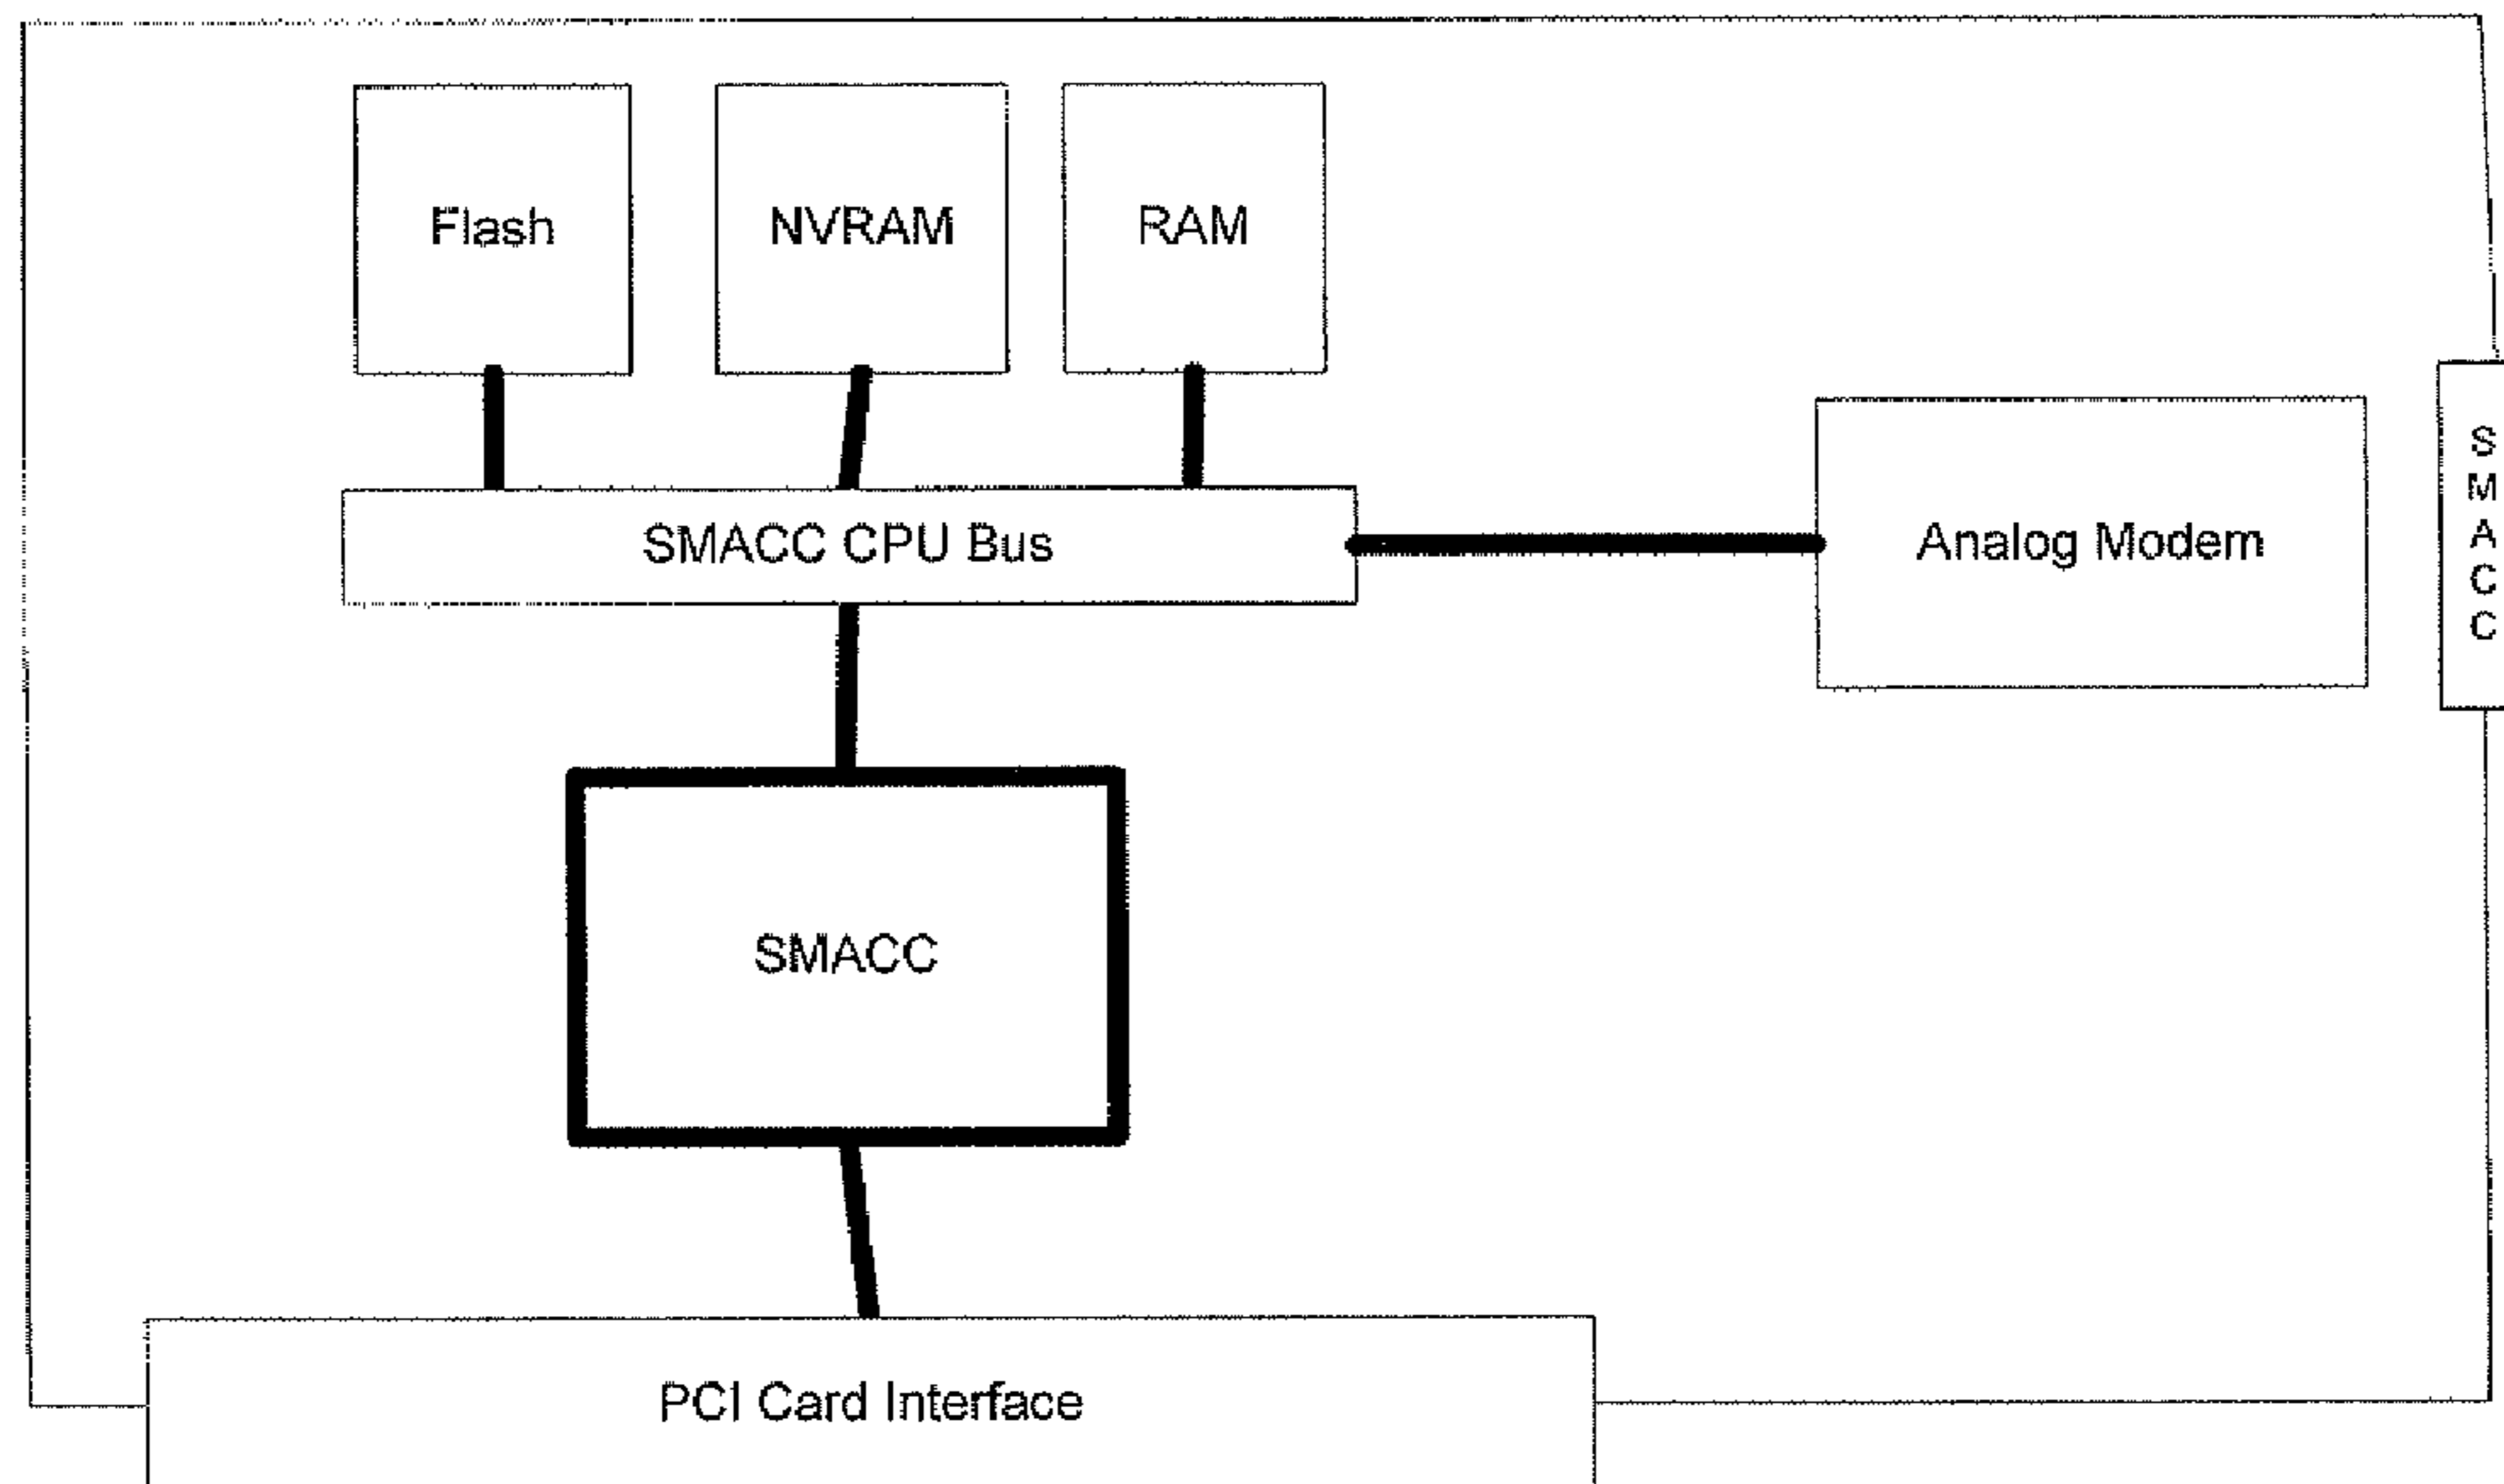 Flash
NVRAM
RAM
SMACC CPU Bus
Analog Modem
S
M
A
C
C
SMACC
PCI Card Interface